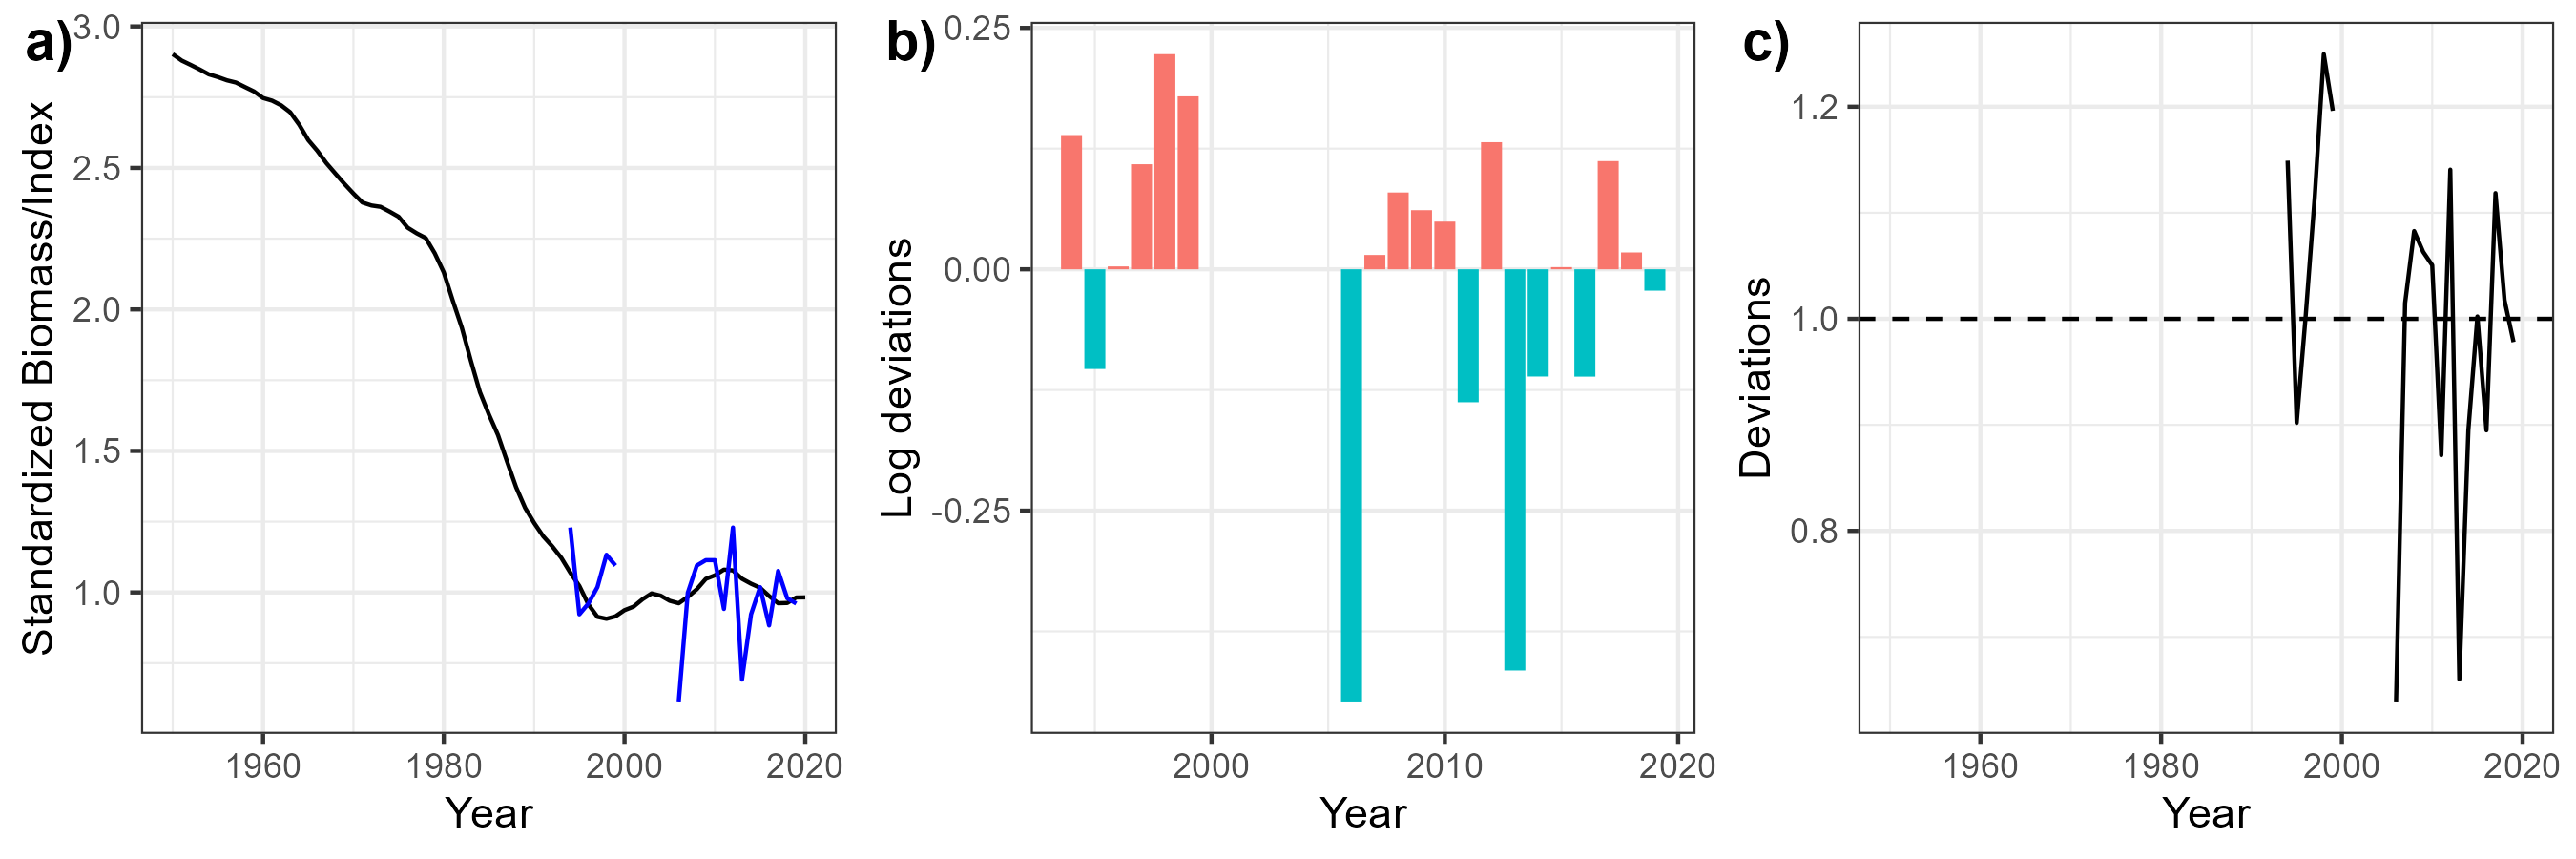 a)
Standardized Biomass/Index
3.0
2.5
2.0
1.5
1.0
1960 1980 2000 2020
Year
b)
Log deviations
0.25
0.00
-0.25
2000 2010 2020
Year
c)
Deviations
1.2
1.0
0.8
1960 1980 2000 2020
Year